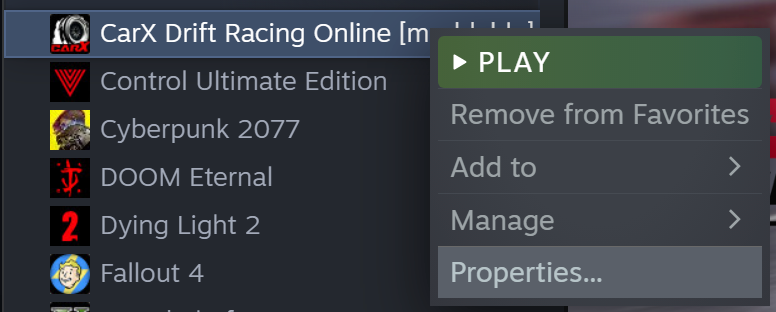 CarX Drift Racing Online
PLAY
Remove from Favorites
Control Ultimate Edition
Cyberpunk 2077
Add to
DOOM Eternal
Manage
Dying Light 2
Properties...
Fallout 4